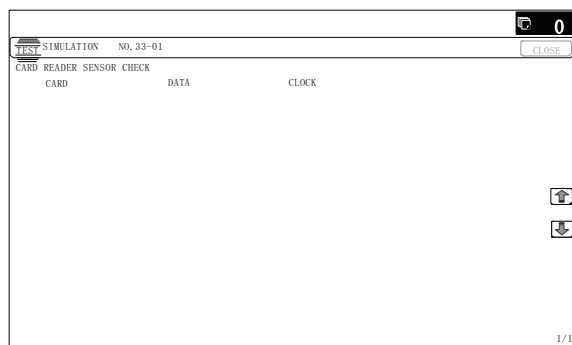 0
TEST SIMULATION NO. 33-01 CLOSE
CARD READER SENSOR CHECK
CARD DATA CLOCK
1/1